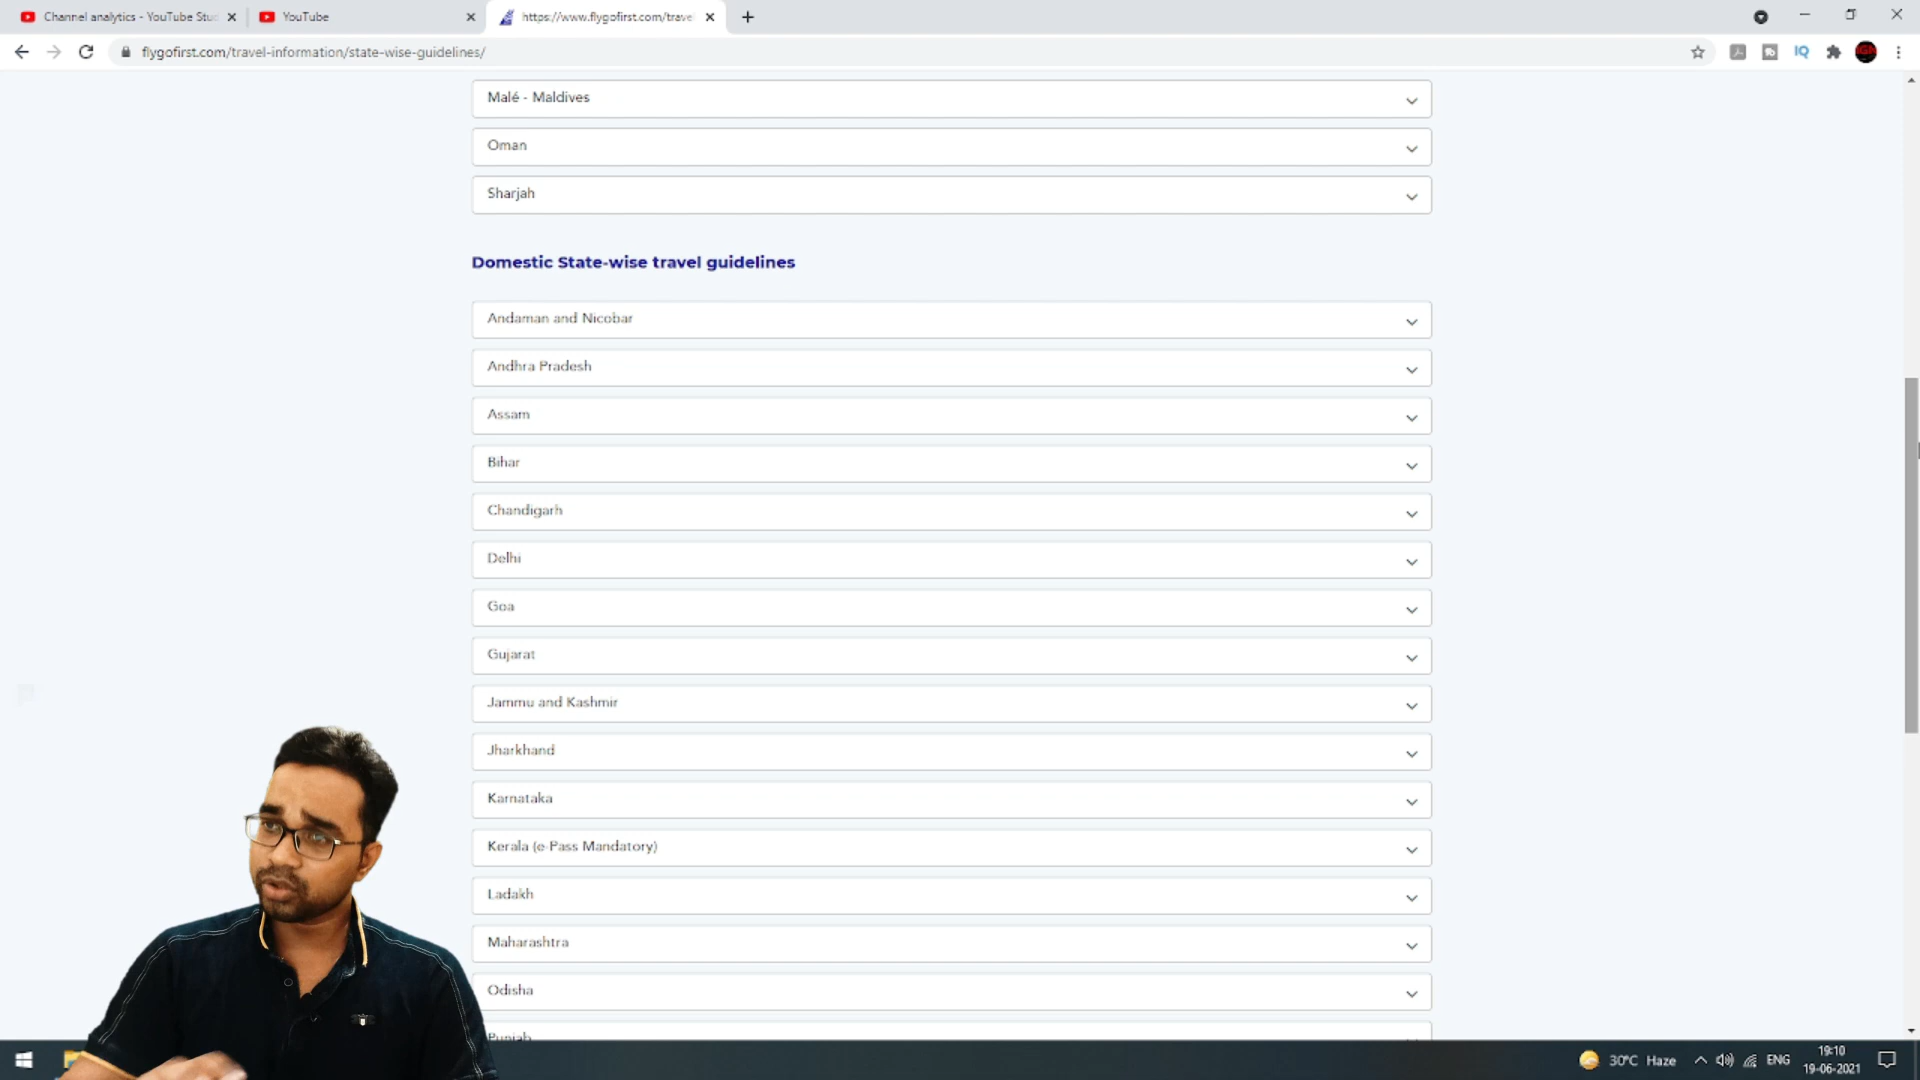 Channel analytics - YouTube Stu
YouTube
https://www.flygofirst.com/trave
flygofirst.com/travel-information/state-wise-guidelines/
IQ
Malé - Maldives
Oman
Sharjah
Domestic State-wise travel guidelines
Andaman and Nicobar
Andhra Pradesh
Assam
Bihar
Chandigarh
Delhi
Goa
Gujarat
Jammu and Kashmir
Jharkhand
Karnataka
Kerala (e-Pass Mandatory)
Ladakh
Maharashtra
Odisha
Punjab
30°C Haze
ENG
19:10
19-06-2021